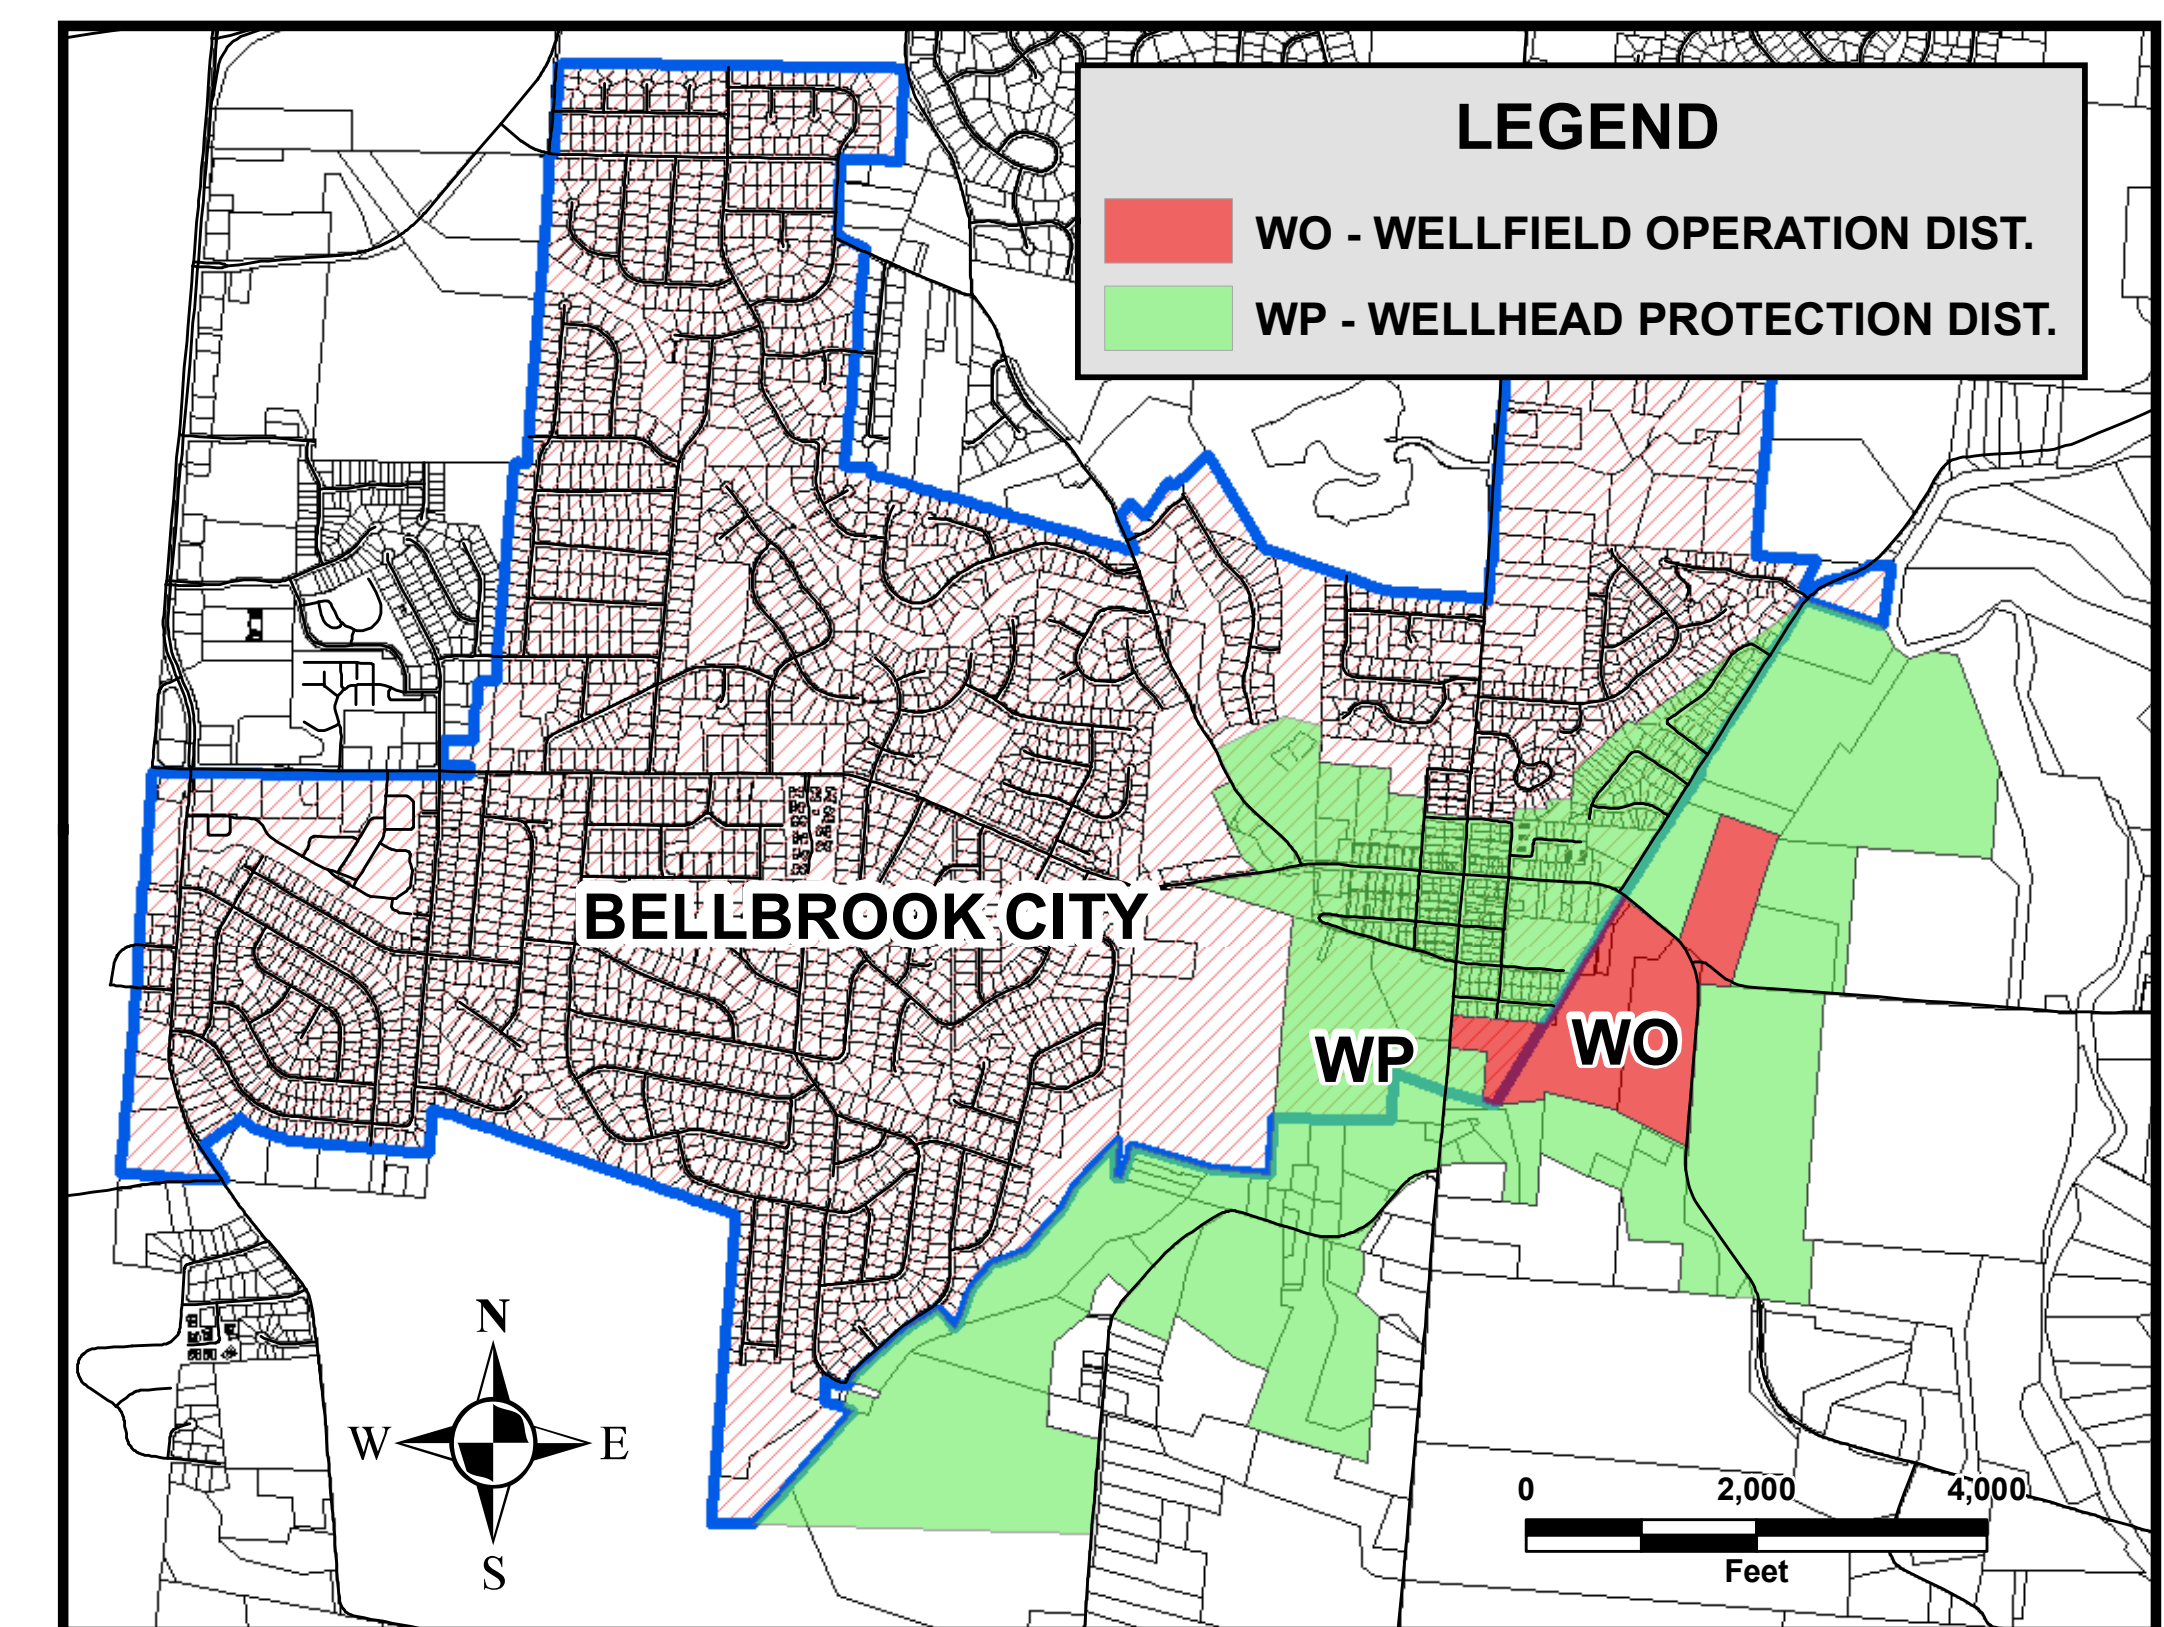 LEGEND
WO - WELLFIELD OPERATION DIST.
WP - WELLHEAD PROTECTION DIST.
BELLBROOK CITY
WP
WO
N
W E
S
0 2,000 4,000
Feet